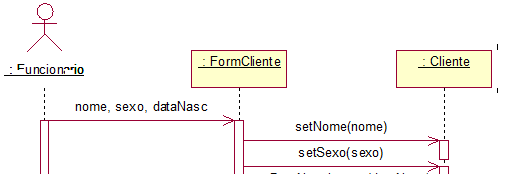 : Funcionario
: FormCliente
: Cliente
nome, sexo, dataNasc
setNome(nome)
setSexo(sexo)